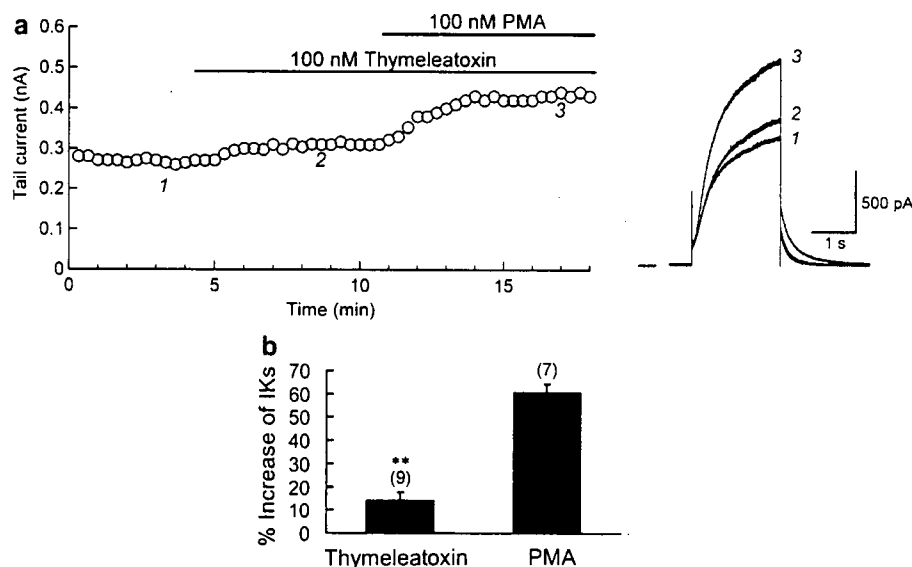 a
100 nM PMA
100 nM Thymeleatoxin
Tail current (nA)
0.6
0.5
0.4
0.3
0.2
0.1
0
1
2
3
0
5
10
15
Time (min)
3
2
1
500 pA
1 s
b
% Increase of IKs
70
60
50
40
30
20
10
0
**
(9)
(7)
Thymeleatoxin
PMA